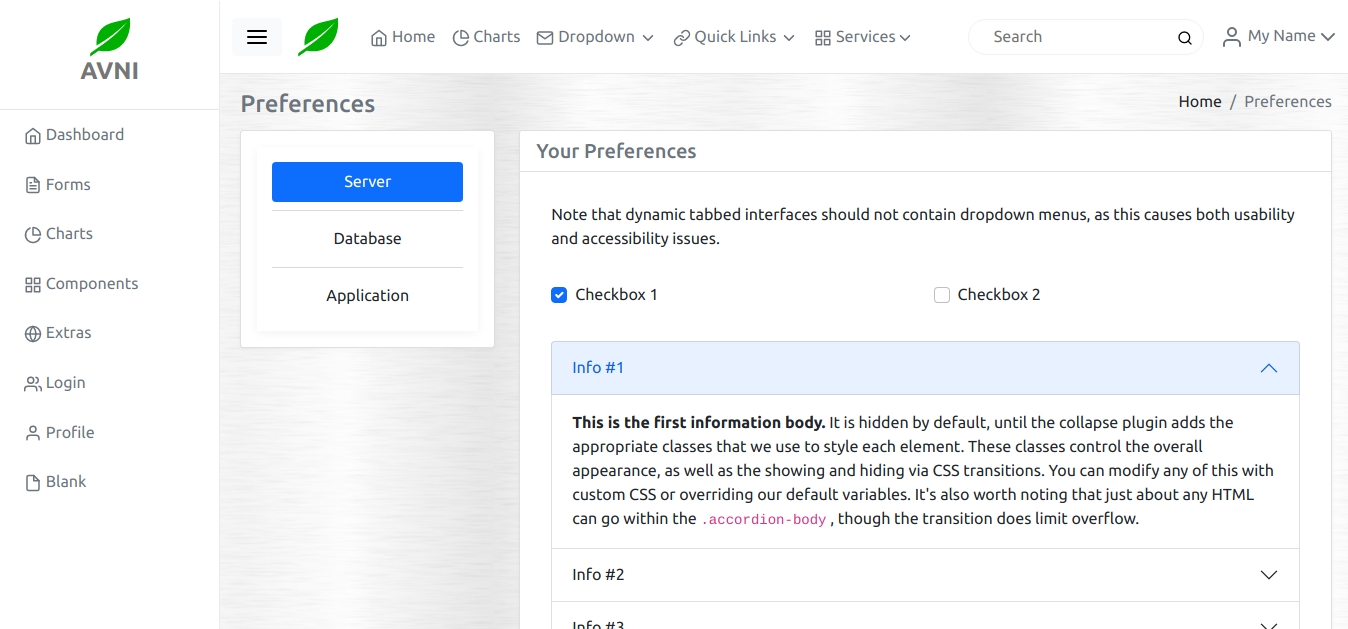 AVNI
Home Charts Dropdown Quick Links Services Search My Name
Dashboard
Forms
Charts
Components
Extras
Login
Profile
Blank
Preferences
Home / Preferences
Server
Database
Application
Your Preferences
Note that dynamic tabbed interfaces should not contain dropdown menus, as this causes both usability
and accessibility issues.
Checkbox 1 Checkbox 2
Info #1
This is the first information body. It is hidden by default, until the collapse plugin adds the
appropriate classes that we use to style each element. These classes control the overall
appearance, as well as the showing and hiding via CSS transitions. You can modify any of this with
custom CSS or overriding our default variables. It's also worth noting that just about any HTML
can go within the .accordion-body , though the transition does limit overflow.
Info #2
Info #3